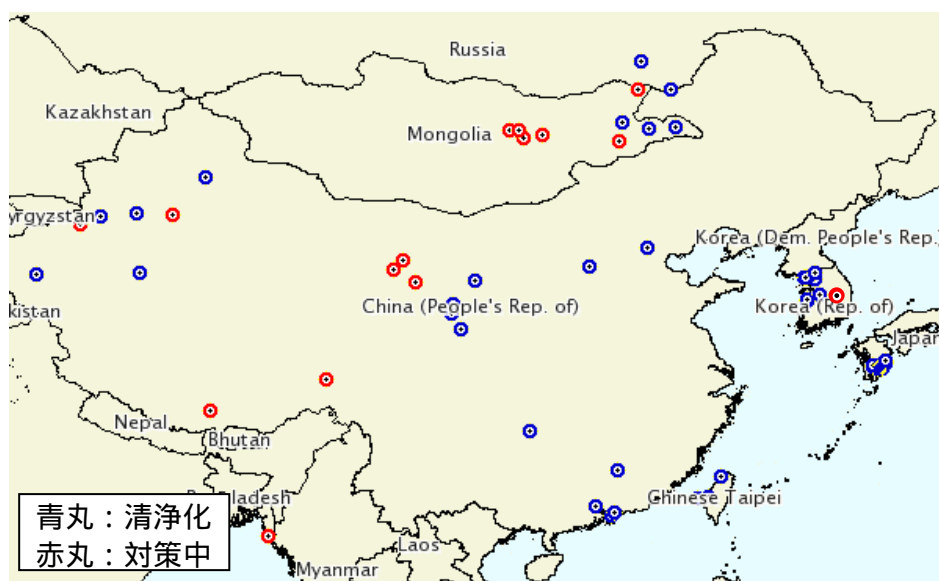 Russia
Kazakhstan
Mongolia
yrgyzstan
Korea (Dem. People's Rep.)
kistan
China (People's Rep. of)
Korea (Rep. of)
Japan
Nepal
Bhutan
Chinese Taipei
Laos
Myanmar
青丸：清浄化
赤丸：対策中